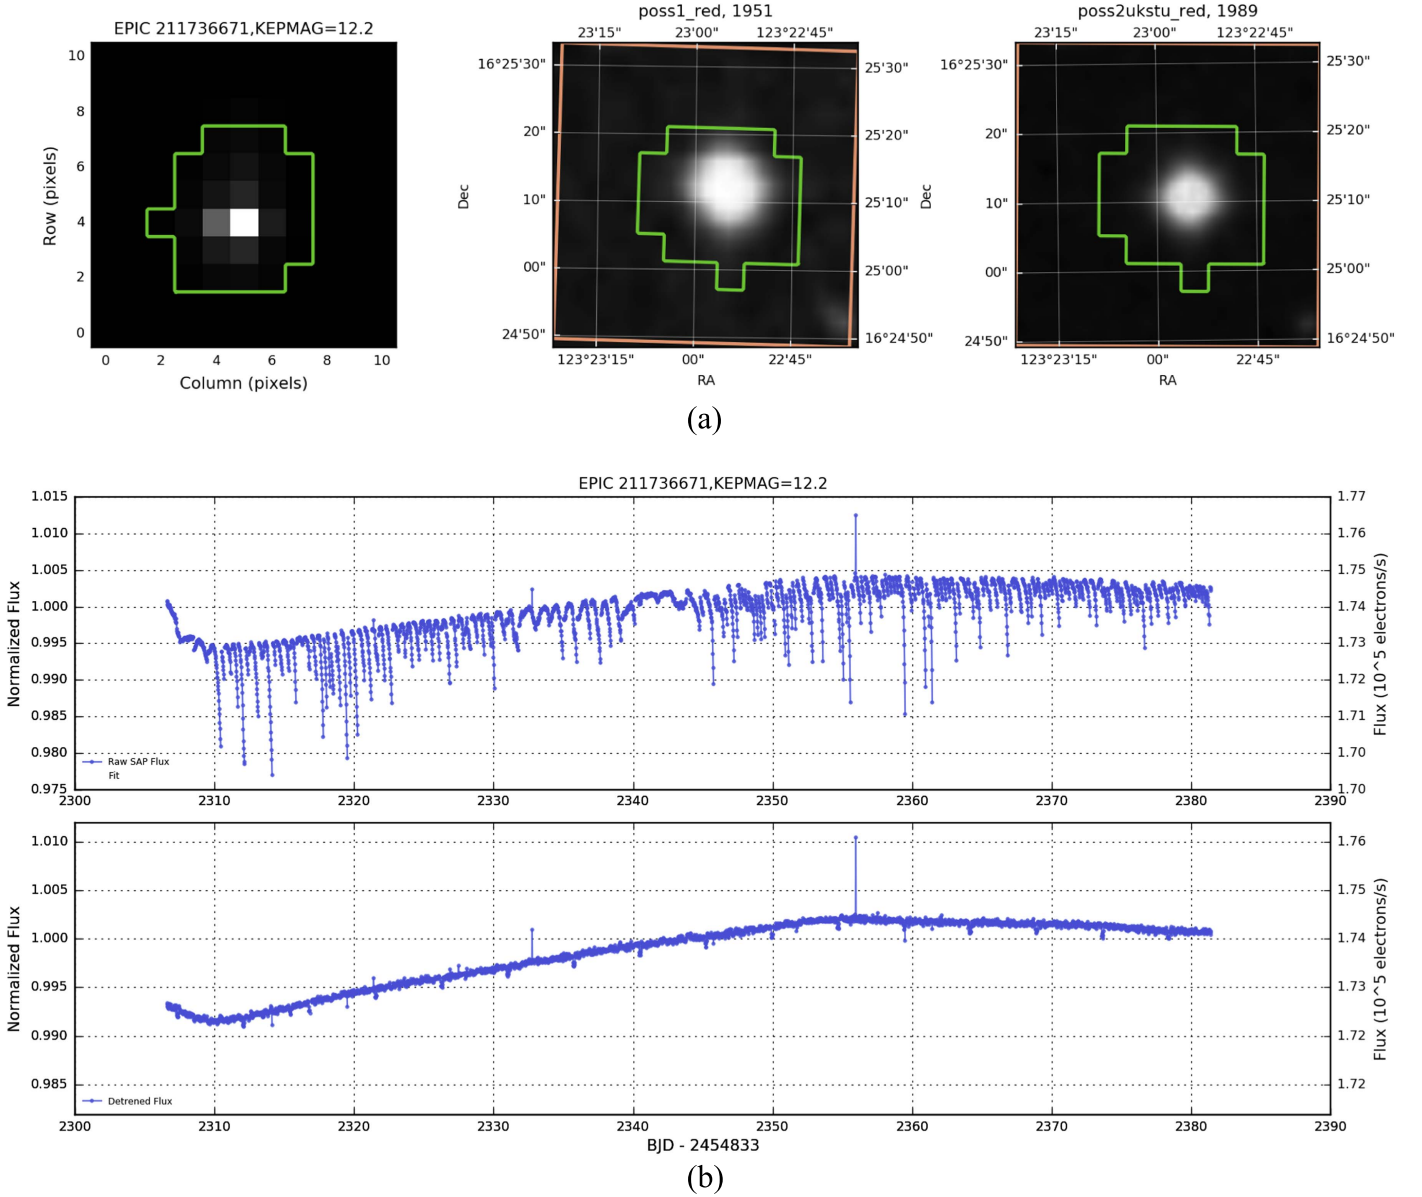 EPIC 211736671,KEPMAG=12.2
10
8
6
4
2
0
Row (pixels)
0 2 4 6 8 10
Column (pixels)
poss1_red, 1951
23'15" 23'00" 123°22'45"
16°25'30"
20"
10"
00"
24'50"
Dec
25'30"
25'20"
25'10"
25'00"
16°24'50"
123°23'15" 00" 22'45"
RA
poss2ukstu_red, 1989
23'15" 23'00" 123°22'45"
16°25'30"
20"
10"
00"
24'50"
Dec
25'30"
25'20"
25'10"
25'00"
16°24'50"
123°23'15" 00" 22'45"
RA
(a)
EPIC 211736671,KEPMAG=12.2
1.015
1.010
1.005
1.000
0.995
0.990
0.985
0.980
0.975
Normalized Flux
Raw SAP Flux
Fit
1.77
1.76
1.75
1.74
1.73
1.72
1.71
1.70
1.70
Flux (10^5 electrons/s)
2300 2310 2320 2330 2340 2350 2360 2370 2380 2390
1.010
1.005
1.000
0.995
0.990
0.985
Normalized Flux
Detrened Flux
1.76
1.75
1.74
1.73
1.72
1.72
Flux (10^5 electrons/s)
2300 2310 2320 2330 2340 2350 2360 2370 2380 2390
BJD - 2454833
(b)